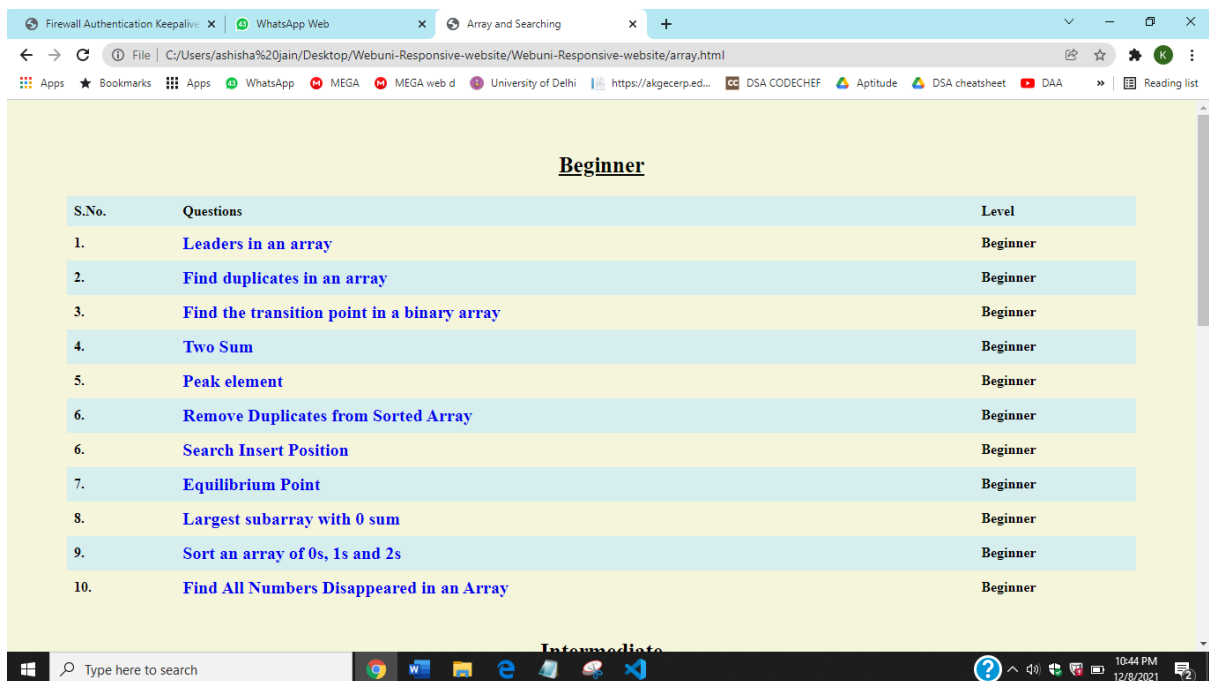 Firewall Authentication Keepalive
WhatsApp Web
Array and Searching
File | C:/Users/ashisha%20jain/Desktop/Webuni-Responsive-website/Webuni-Responsive-website/array.html
K
Apps Bookmarks Apps WhatsApp MEGA MEGA web d University of Delhi https://akgecerp.ed... CC DSA CODECHEF Aptitude DSA cheatsheet DAA » Reading list
Beginner
S.No. Questions Level
1. Leaders in an array Beginner
2. Find duplicates in an array Beginner
3. Find the transition point in a binary array Beginner
4. Two Sum Beginner
5. Peak element Beginner
6. Remove Duplicates from Sorted Array Beginner
6. Search Insert Position Beginner
7. Equilibrium Point Beginner
8. Largest subarray with 0 sum Beginner
9. Sort an array of 0s, 1s and 2s Beginner
10. Find All Numbers Disappeared in an Array Beginner
Intermediate
Type here to search
10:44 PM
12/8/2021
2